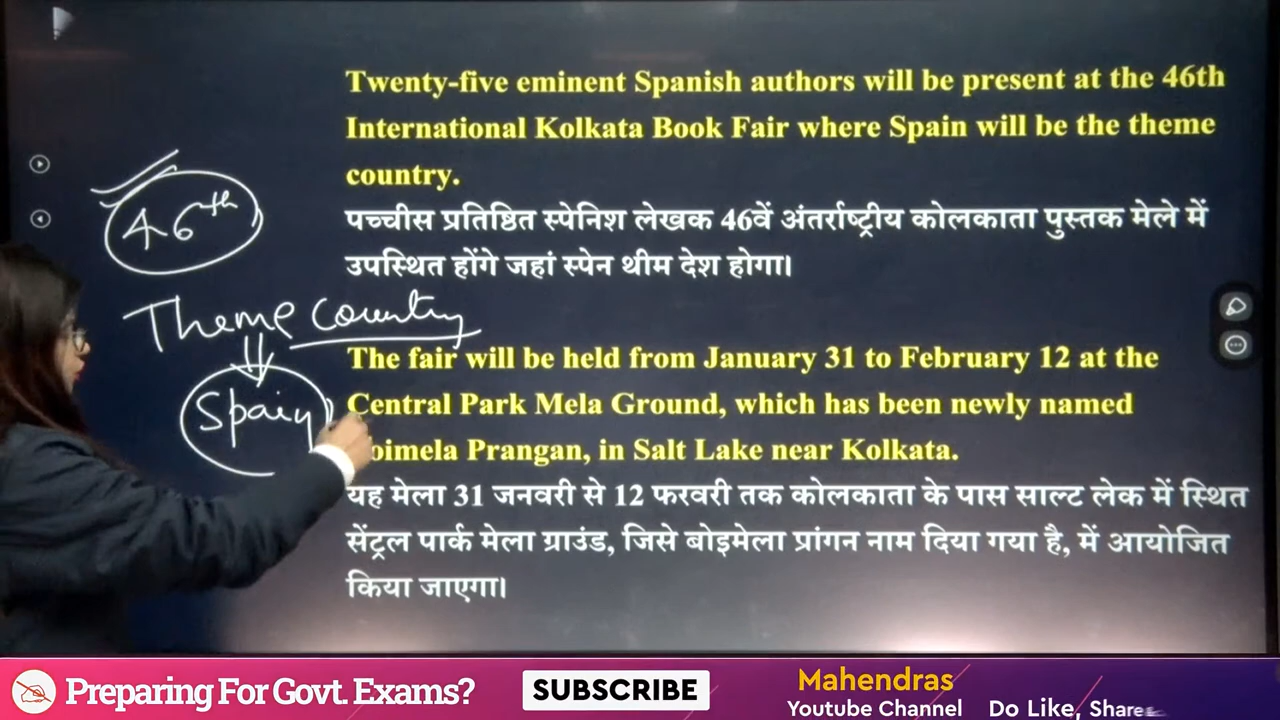 Twenty-five eminent Spanish authors will be present at the 46th
International Kolkata Book Fair where Spain will be the theme
country.
पच्चीस प्रतिष्ठित स्पेनिश लेखक 46वें अंतर्राष्ट्रीय कोलकाता पुस्तक मेले में
उपस्थित होंगे जहां स्पेन थीम देश होगा।
46th
Theme country
Spain
The fair will be held from January 31 to February 12 at the
Central Park Mela Ground, which has been newly named
oimela Prangan, in Salt Lake near Kolkata.
यह मेला 31 जनवरी से 12 फरवरी तक कोलकाता के पास साल्ट लेक में स्थित
सेंट्रल पार्क मेला ग्राउंड, जिसे बोइमेला प्रांगन नाम दिया गया है, में आयोजित
किया जाएगा।
Preparing For Govt. Exams?
SUBSCRIBE
Mahendras
Youtube Channel
Do Like, Share